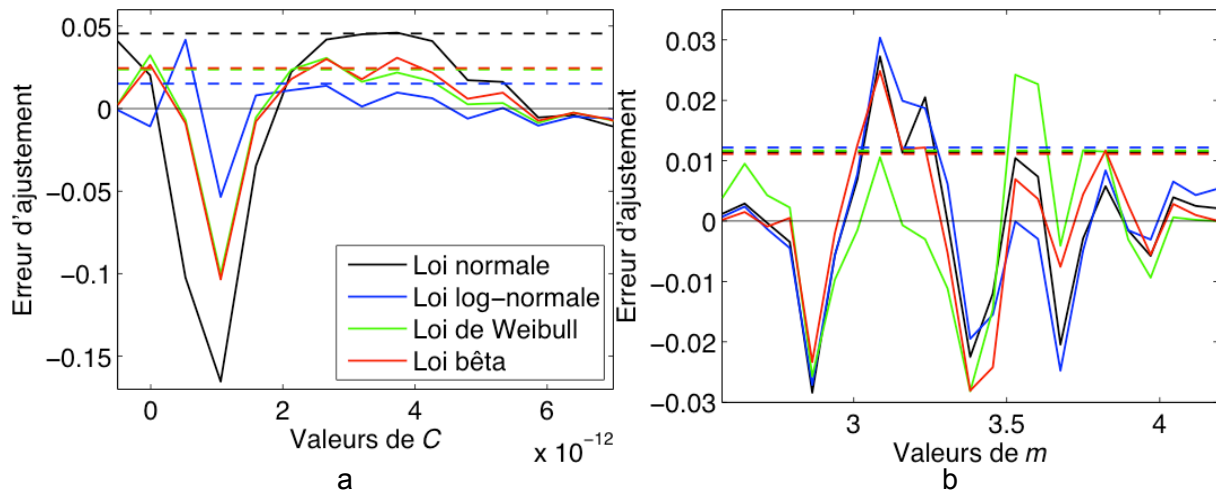 0.05
0
−0.05
−0.1
−0.15
Erreur d'ajustement
Loi normale
Loi log−normale
Loi de Weibull
Loi bêta
0 2 4 6
Valeurs de C
x 10⁻¹²
a
0.03
0.02
0.01
0
−0.01
−0.02
−0.03
Erreur d'ajustement
3 3.5 4
Valeurs de m
b